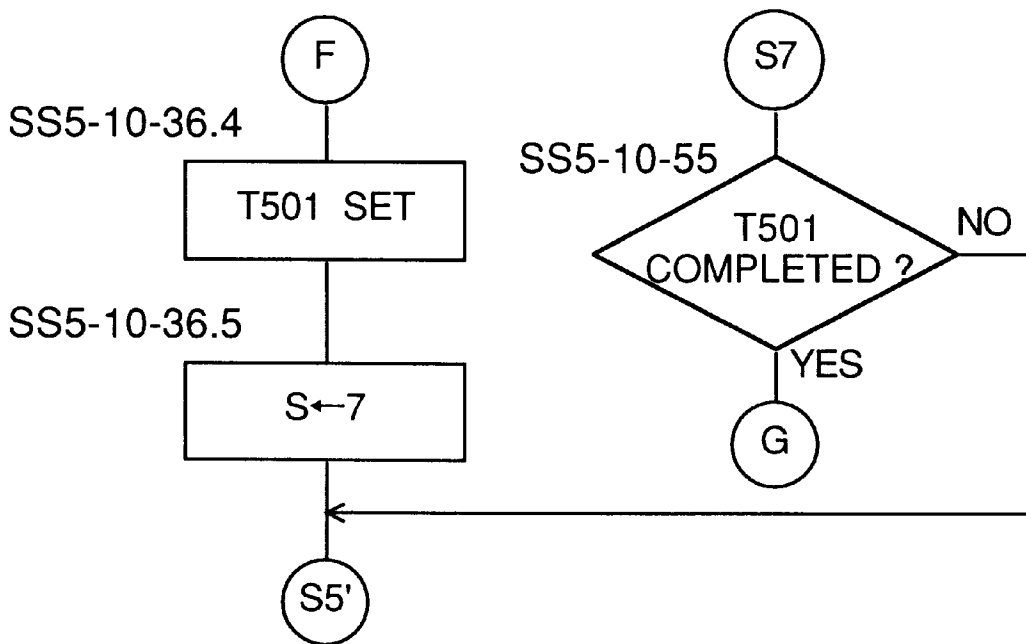 F
SS5-10-36.4
T501 SET
SS5-10-36.5
S←7
S5'
S7
SS5-10-55
T501
COMPLETED ?
NO
YES
G